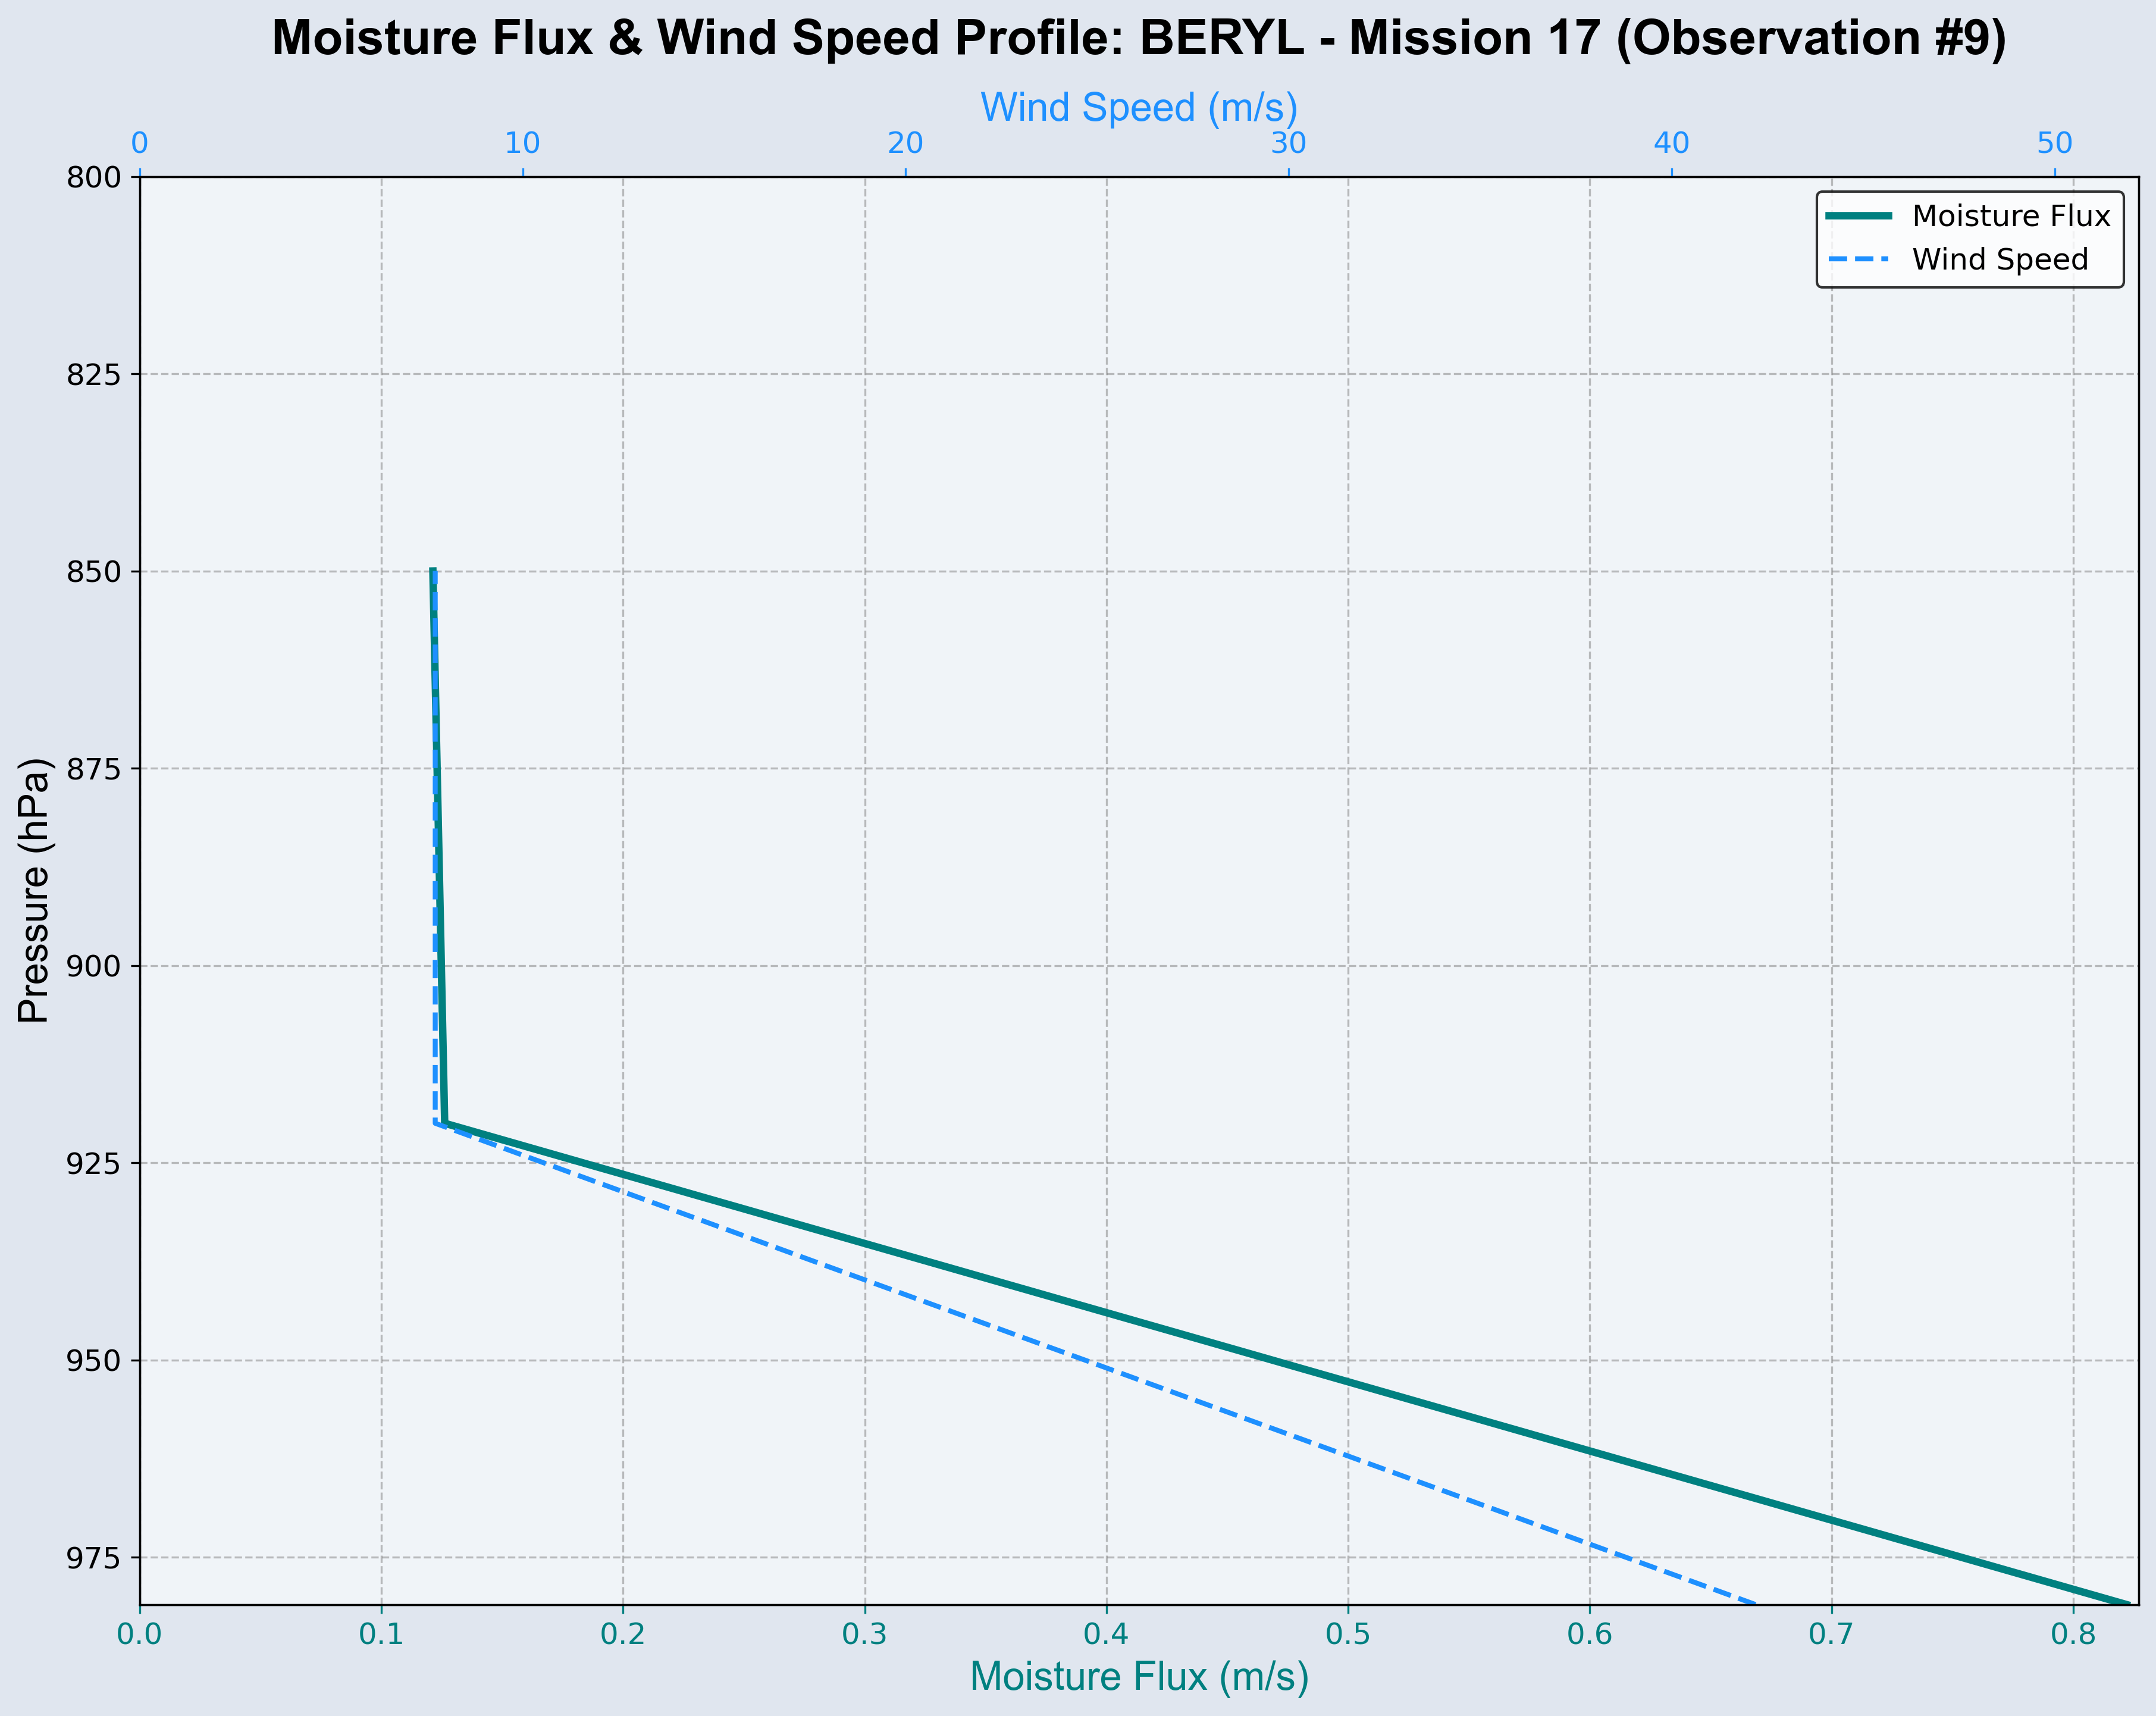 Moisture Flux & Wind Speed Profile: BERYL - Mission 17 (Observation #9)
Wind Speed (m/s)
0 10 20 30 40 50
Moisture Flux
Wind Speed
800
825
850
875
900
925
950
975
Pressure (hPa)
0.0 0.1 0.2 0.3 0.4 0.5 0.6 0.7 0.8
Moisture Flux (m/s)